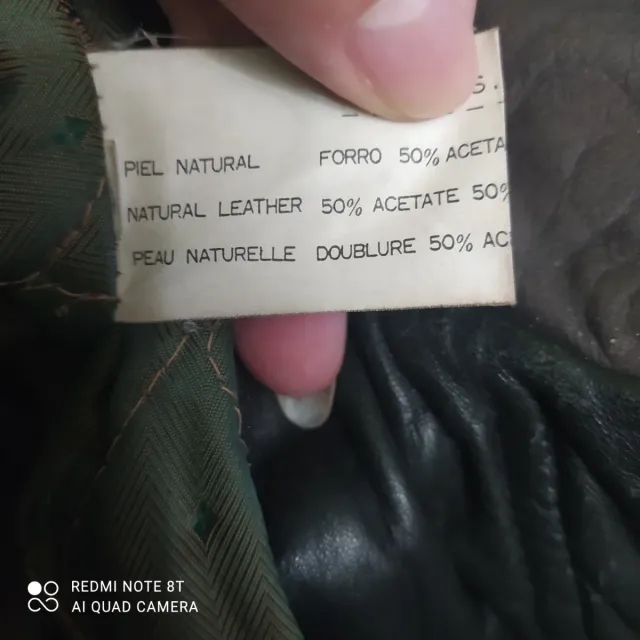 S.
PIEL NATURAL FORRO 50% ACETA
NATURAL LEATHER 50% ACETATE 50%
PEAU NATURELLE DOUBLURE 50% AC
REDMI NOTE 8T
AI QUAD CAMERA